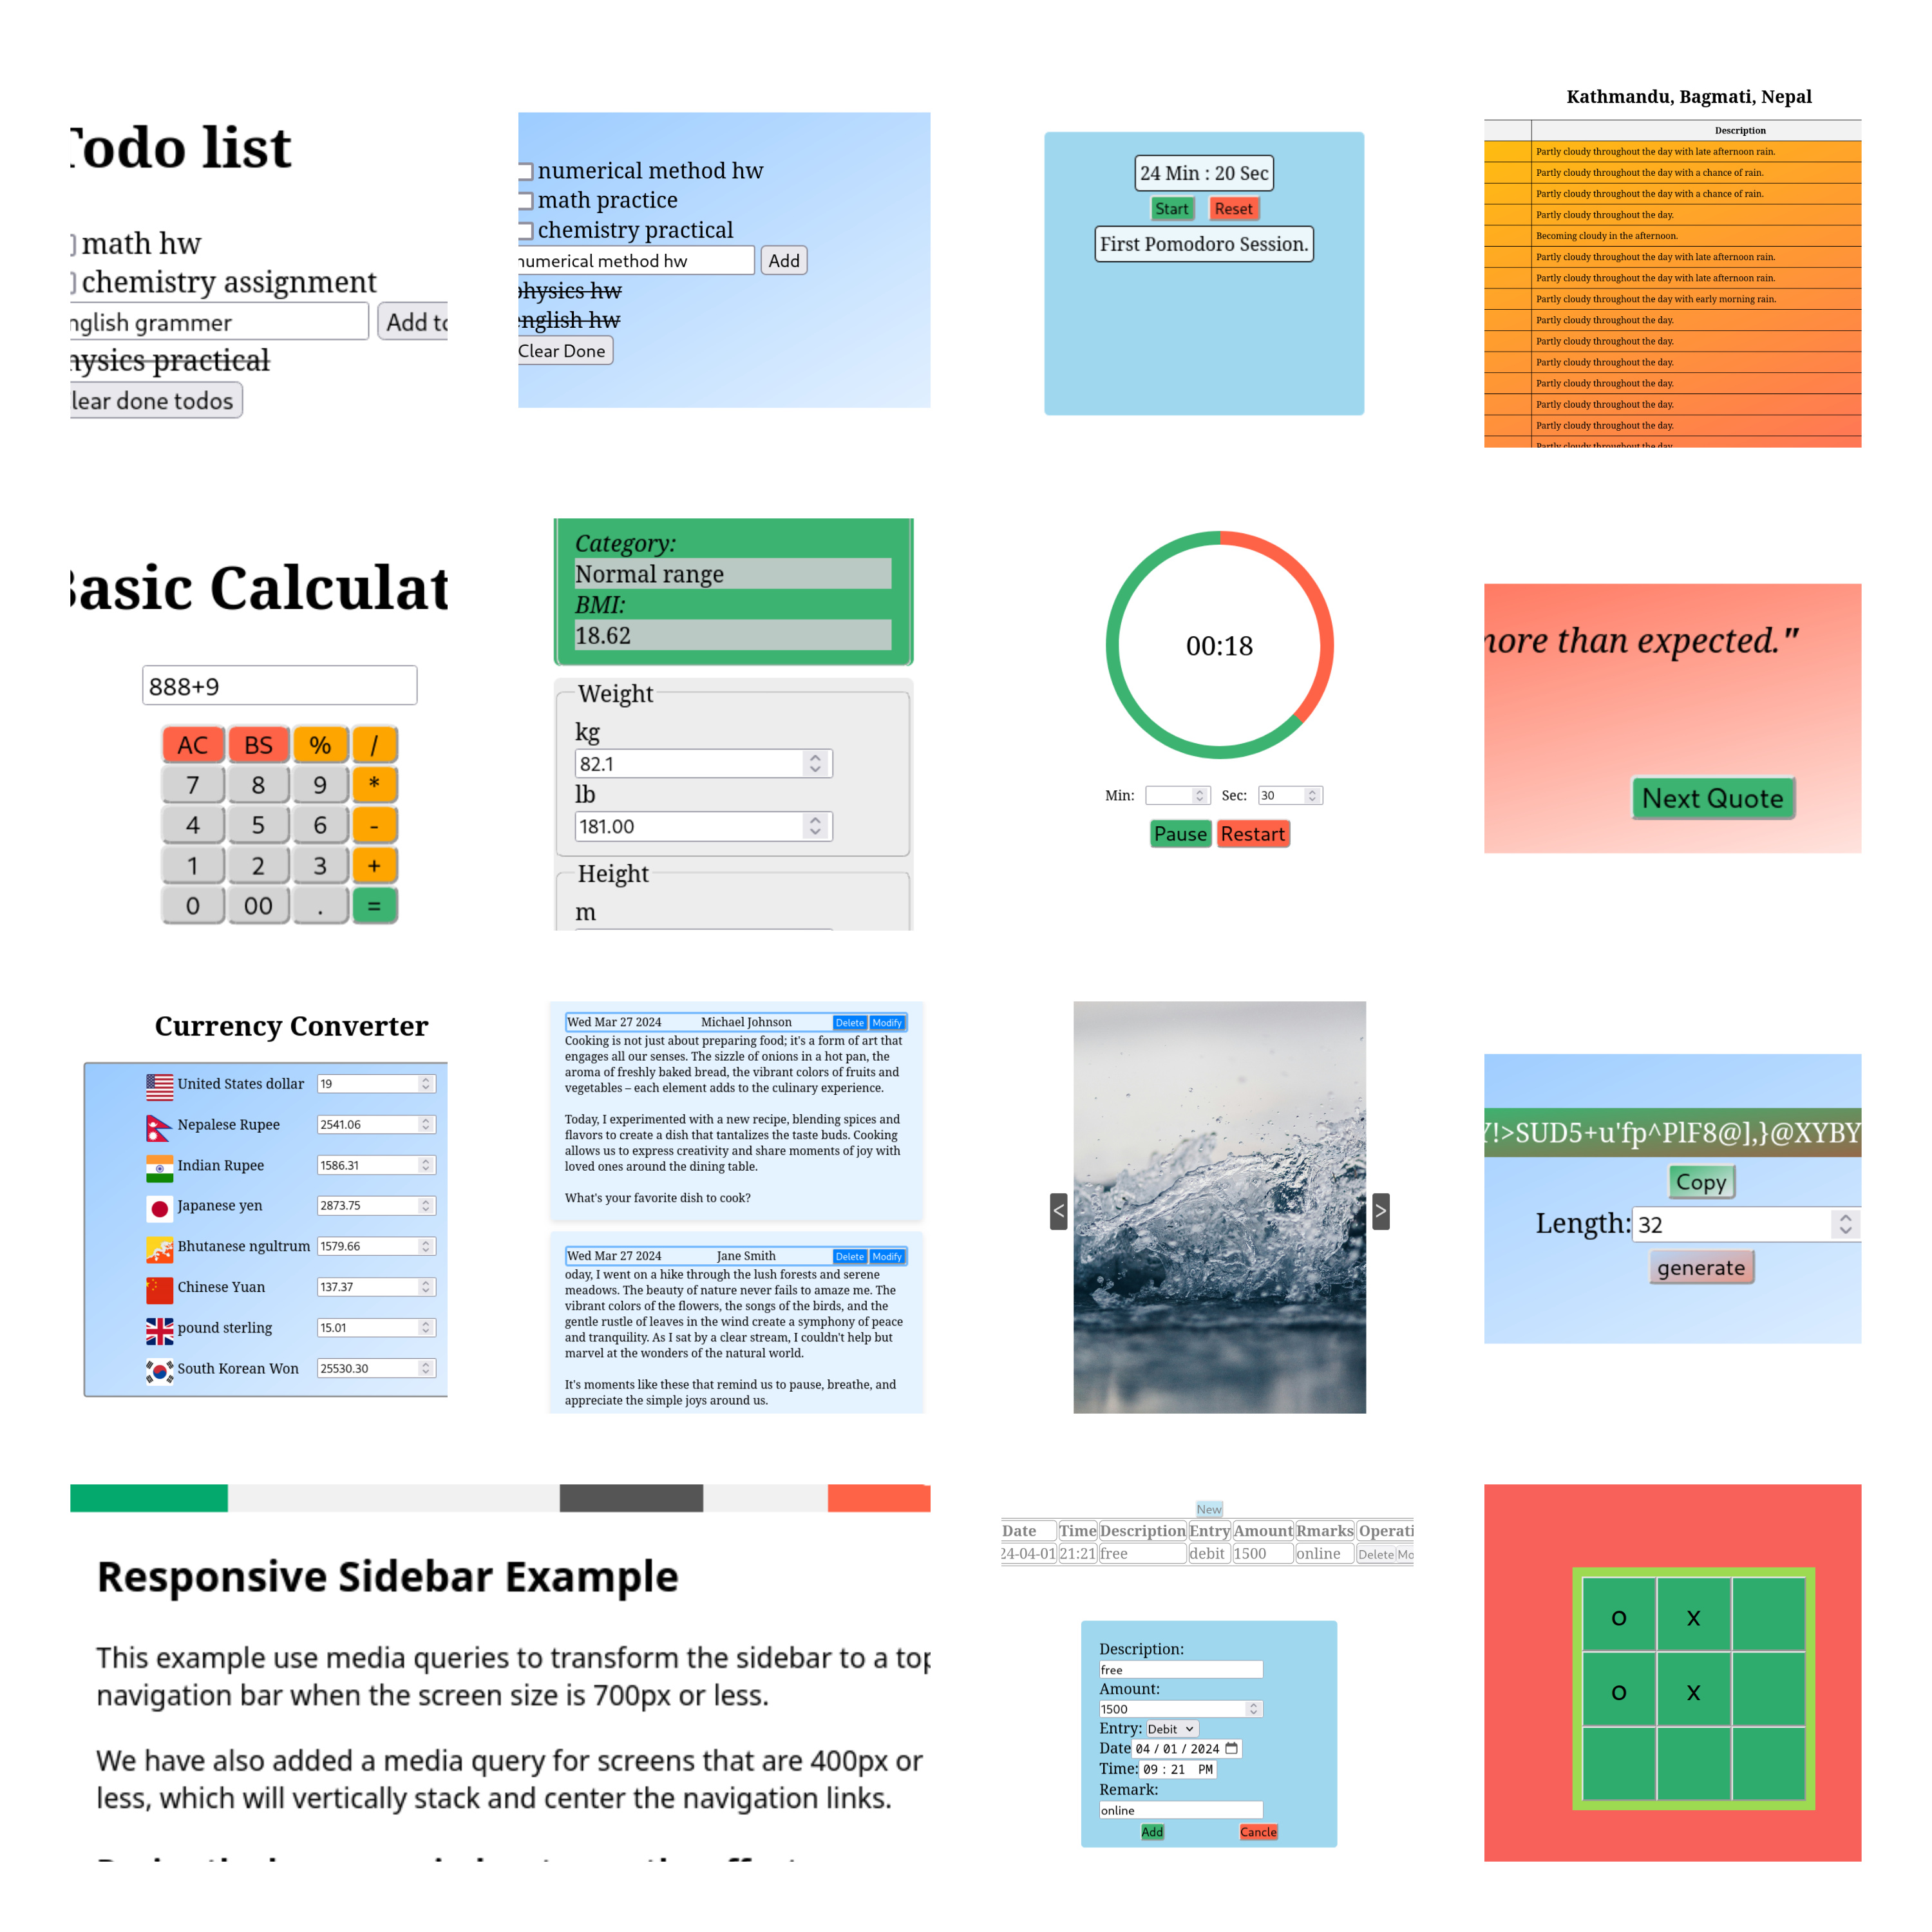 Todo list
math hw
chemistry assignment
nglish grammer
Add to
hysics practical
lear done todos
numerical method hw
math practice
chemistry practical
numerical method hw
Add
physics hw
english hw
Clear Done
24 Min : 20 Sec
Start Reset
First Pomodoro Session.
Kathmandu, Bagmati, Nepal
Description
Partly cloudy throughout the day with late afternoon rain.
Partly cloudy throughout the day with a chance of rain.
Partly cloudy throughout the day with a chance of rain.
Partly cloudy throughout the day.
Becoming cloudy in the afternoon.
Partly cloudy throughout the day with late afternoon rain.
Partly cloudy throughout the day with late afternoon rain.
Partly cloudy throughout the day with early morning rain.
Partly cloudy throughout the day.
Partly cloudy throughout the day.
Partly cloudy throughout the day.
Partly cloudy throughout the day.
Partly cloudy throughout the day.
Partly cloudy throughout the day.
Partly cloudy throughout the day
Basic Calculat
888+9
AC BS % /
7 8 9 *
4 5 6 -
1 2 3 +
0 00 . =
Category:
Normal range
BMI:
18.62
Weight
kg
82.1
lb
181.00
Height
m
00:18
Min: Sec: 30
Pause Restart
more than expected."
Next Quote
Currency Converter
United States dollar 19
Nepalese Rupee 2541.06
Indian Rupee 1586.31
Japanese yen 2873.75
Bhutanese ngultrum 1579.66
Chinese Yuan 137.37
pound sterling 15.01
South Korean Won 25530.30
Wed Mar 27 2024 Michael Johnson Delete Modify
Cooking is not just about preparing food; it's a form of art that
engages all our senses. The sizzle of onions in a hot pan, the
aroma of freshly baked bread, the vibrant colors of fruits and
vegetables – each element adds to the culinary experience.
Today, I experimented with a new recipe, blending spices and
flavors to create a dish that tantalizes the taste buds. Cooking
allows us to express creativity and share moments of joy with
loved ones around the dining table.
What's your favorite dish to cook?
Wed Mar 27 2024 Jane Smith Delete Modify
oday, I went on a hike through the lush forests and serene
meadows. The beauty of nature never fails to amaze me. The
vibrant colors of the flowers, the songs of the birds, and the
gentle rustle of leaves in the wind create a symphony of peace
and tranquility. As I sat by a clear stream, I couldn't help but
marvel at the wonders of the natural world.
It's moments like these that remind us to pause, breathe, and
appreciate the simple joys around us.
< >
Y!>SUD5+u'fp^PlF8@],}@XYBY
Copy
Length: 32
generate
Responsive Sidebar Example
This example use media queries to transform the sidebar to a top
navigation bar when the screen size is 700px or less.
We have also added a media query for screens that are 400px or
less, which will vertically stack and center the navigation links.
New
Date Time Description Entry Amount Rmarks Operati
24-04-01 21:21 free debit 1500 online Delete Mo
Description:
free
Amount:
1500
Entry: Debit
Date 04 / 01 / 2024
Time: 09 : 21 PM
Remark:
online
Add Cancle
o x
o x